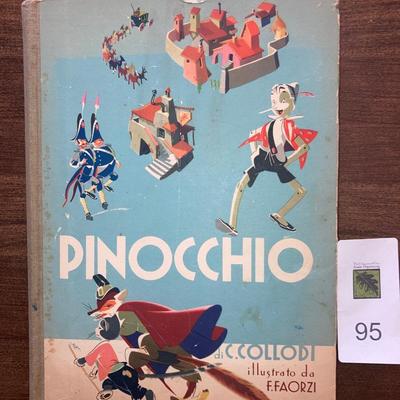 PINOCCHIO
di C. COLLODI
illustrato da
F. FAORZI
95